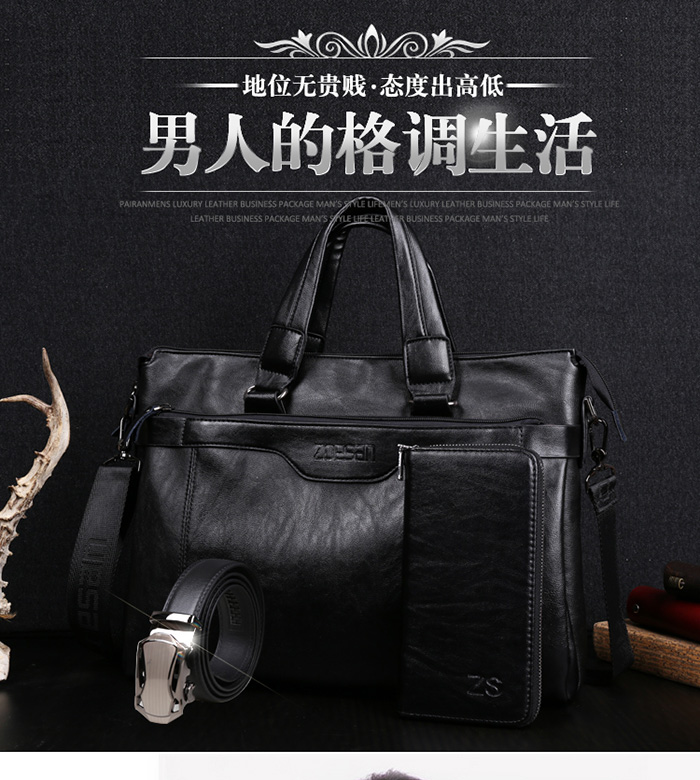 地位无贵贱·态度出高低
男人的格调生活
PAIRANMENS LUXURY LEATHER BUSINESS PACKAGE MAN'S STYLE LIFEMEN'S LUXURY LEATHER BUSINESS PACKAGE MAN'S STYLE LIFE
LEATHER BUSINESS PACKAGE MAN'S STYLE LIFE LEATHER BUSINESS PACKAGE MAN'S STYLE LIFE
ZOESEN
ZS